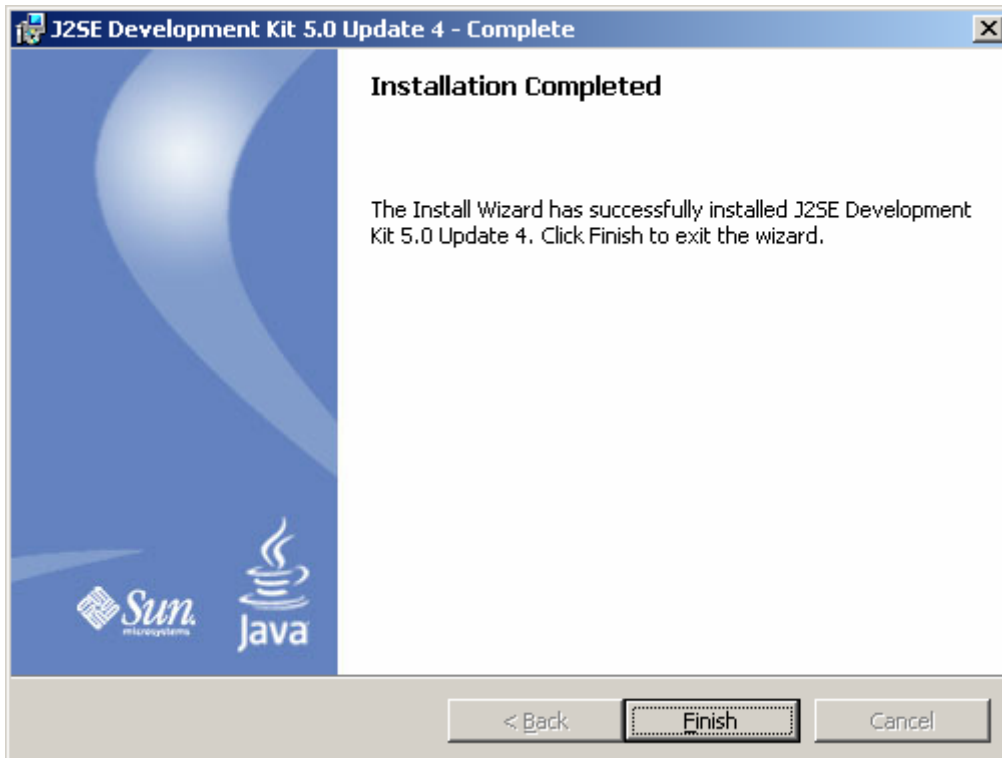 J2SE Development Kit 5.0 Update 4 - Complete
Installation Completed
The Install Wizard has successfully installed J2SE Development
Kit 5.0 Update 4. Click Finish to exit the wizard.
Sun
microsystems
Java
< Back
Finish
Cancel